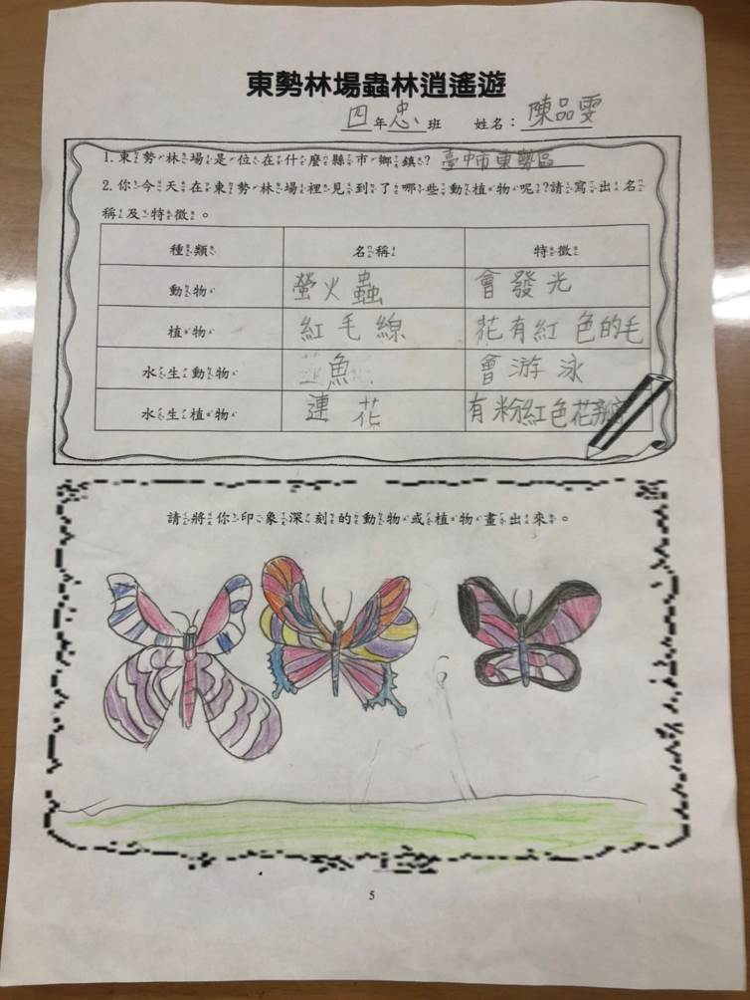 東勢林場蟲林逍遙遊
四年忠班 姓名：陳品雯
1.東勢林場是位在什麼縣市鄉鎮？臺中市東勢區
2.你今天在東勢林場裡見到了哪些動植物呢？請寫出名
稱及特徵。
種類 名稱 特徵
動物 螢火蟲 會發光
植物 紅毛線 花有紅色的毛
水生動物 魚 會游泳
水生植物 蓮花 有粉紅色花瓣
請將你印象深刻的動物或植物畫出來。
5